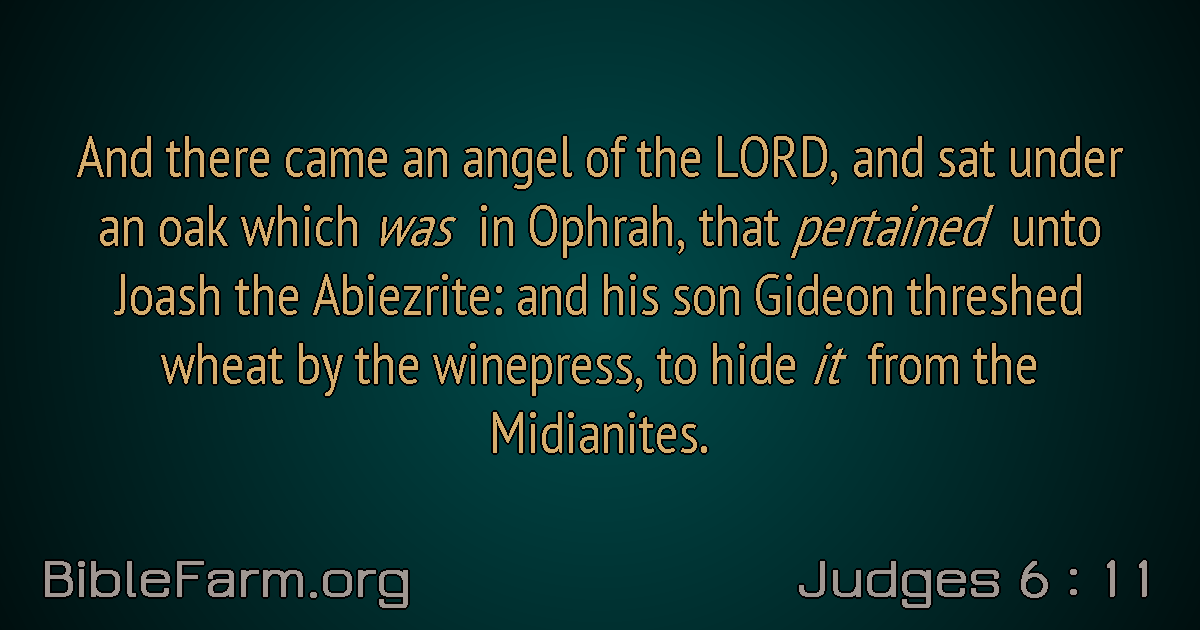 And there came an angel of the LORD, and sat under
an oak which was in Ophrah, that pertained unto
Joash the Abiezrite: and his son Gideon threshed
wheat by the winepress, to hide it from the
Midianites.
BibleFarm.org
Judges 6 : 11